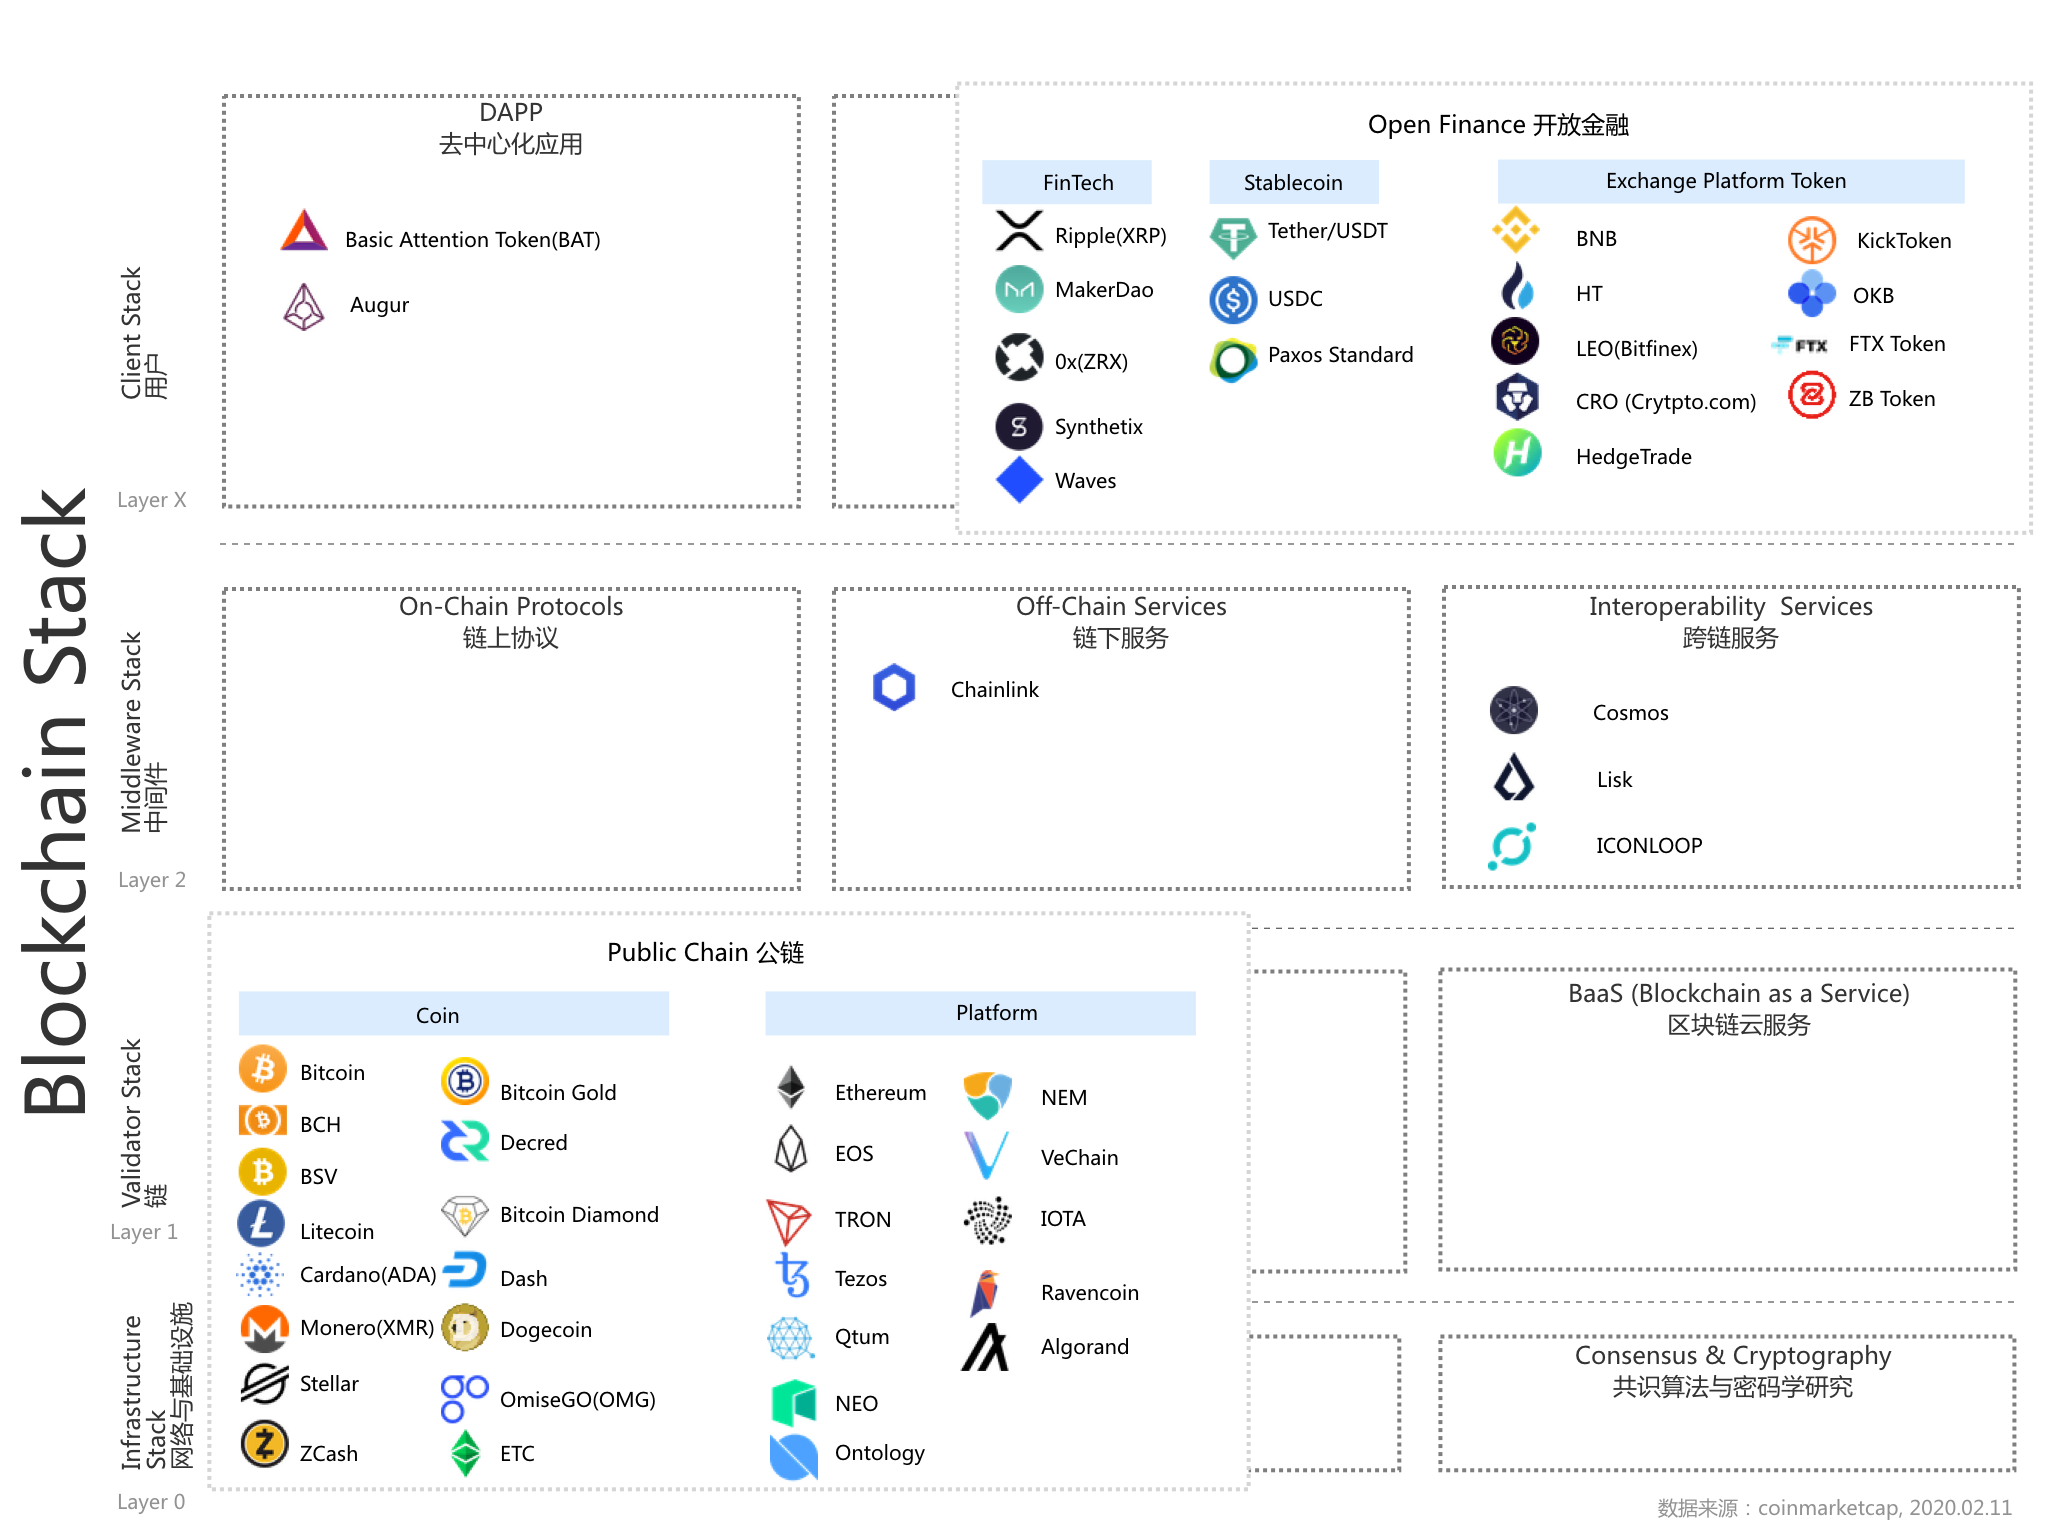 Blockchain Stack
Client Stack
用户
Layer X
DAPP
去中心化应用
Basic Attention Token(BAT)
Augur
Open Finance 开放金融
FinTech
Ripple(XRP)
MakerDao
0x(ZRX)
Synthetix
Waves
Stablecoin
Tether/USDT
USDC
Paxos Standard
Exchange Platform Token
BNB
HT
LEO(Bitfinex)
CRO (Crytpto.com)
HedgeTrade
KickToken
OKB
FTX
FTX Token
ZB Token
Middleware Stack
中间件
Layer 2
On-Chain Protocols
链上协议
Off-Chain Services
链下服务
Chainlink
Interoperability  Services
跨链服务
Cosmos
Lisk
ICONLOOP
Validator Stack
链
Layer 1
Public Chain 公链
Coin
Bitcoin
BCH
BSV
Litecoin
Cardano(ADA)
Monero(XMR)
Stellar
ZCash
Bitcoin Gold
Decred
Bitcoin Diamond
Dash
Dogecoin
OmiseGO(OMG)
ETC
Platform
Ethereum
EOS
TRON
Tezos
Qtum
NEO
Ontology
NEM
VeChain
IOTA
Ravencoin
Algorand
BaaS (Blockchain as a Service)
区块链云服务
Infrastructure
Stack
网络与基础设施
Layer 0
Consensus & Cryptography
共识算法与密码学研究
数据来源：coinmarketcap, 2020.02.11